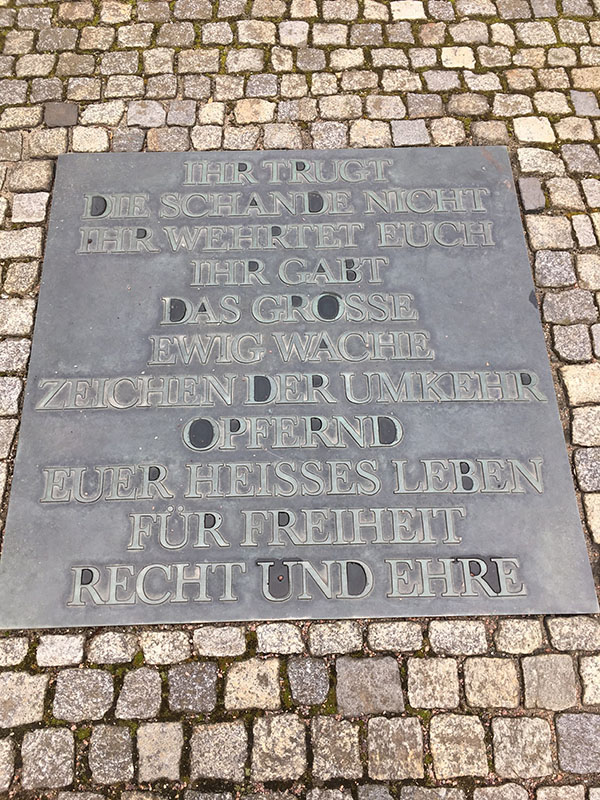 IHR TRUGT
DIE SCHANDE NICHT
IHR WEHRTET EUCH
IHR GABT
DAS GROSSE
EWIG WACHE
ZEICHEN DER UMKEHR
OPFERND
EUER HEISSES LEBEN
FÜR FREIHEIT
RECHT UND EHRE